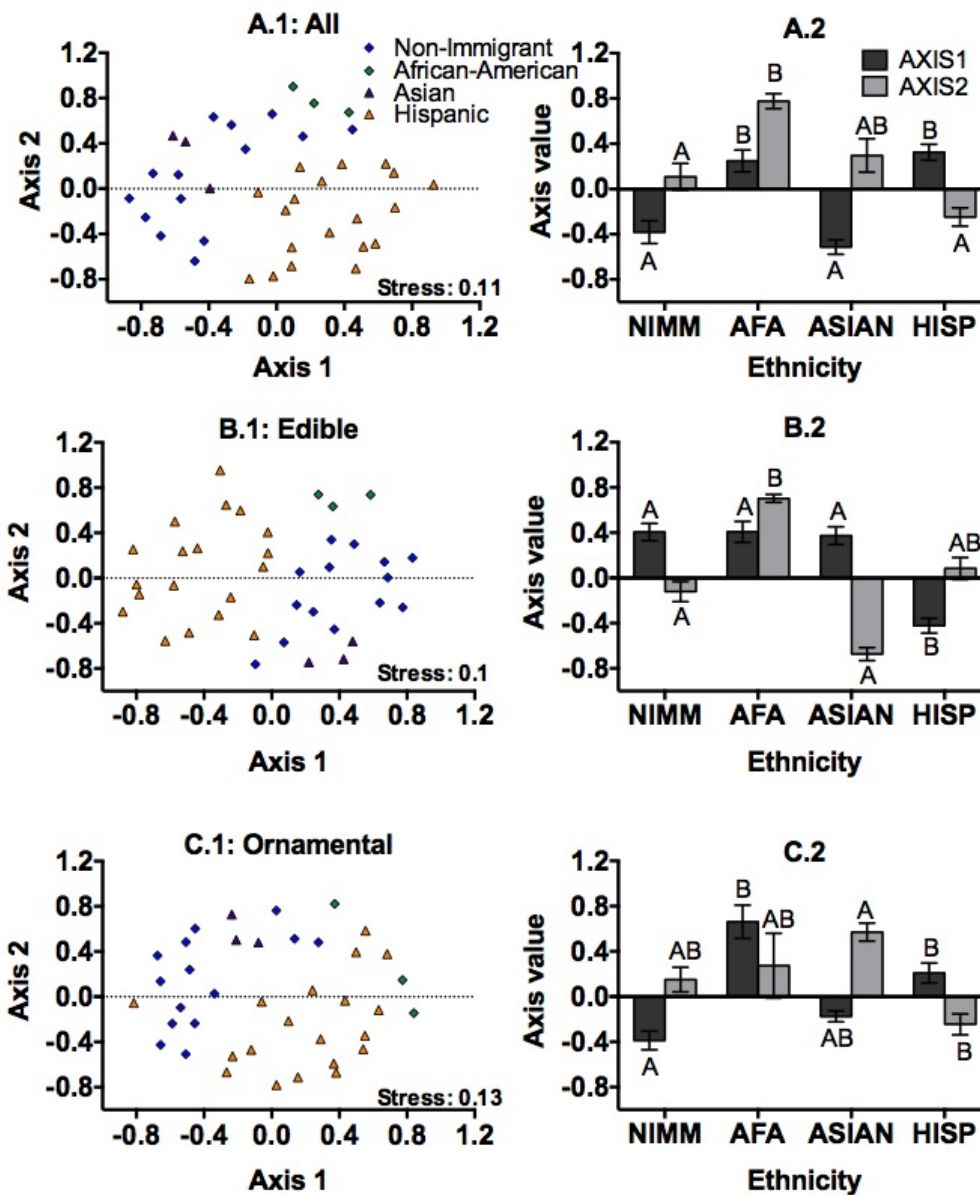 A.1: All
Non-Immigrant
African-American
Asian
Hispanic
1.2
0.8
0.4
0.0
-0.4
-0.8
Axis 2
Stress: 0.11
-0.8 -0.4 0.0 0.4 0.8 1.2
Axis 1
A.2
AXIS1
AXIS2
1.2
0.8
0.4
0.0
-0.4
-0.8
Axis value
A A B B A AB B A
NIMM AFA ASIAN HISP
Ethnicity
B.1: Edible
1.2
0.8
0.4
0.0
-0.4
-0.8
Axis 2
Stress: 0.1
-0.8 -0.4 0.0 0.4 0.8 1.2
Axis 1
B.2
1.2
0.8
0.4
0.0
-0.4
-0.8
Axis value
A A A B A A B AB
NIMM AFA ASIAN HISP
Ethnicity
C.1: Ornamental
1.2
0.8
0.4
0.0
-0.4
-0.8
Axis 2
Stress: 0.13
-0.8 -0.4 0.0 0.4 0.8 1.2
Axis 1
C.2
1.2
0.8
0.4
0.0
-0.4
-0.8
Axis value
A AB B AB AB A B B
NIMM AFA ASIAN HISP
Ethnicity